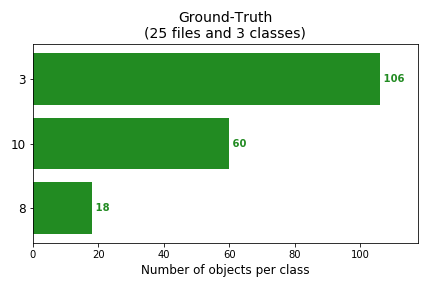 Ground-Truth
(25 files and 3 classes)
3
106
10
60
8
18
0 20 40 60 80 100
Number of objects per class